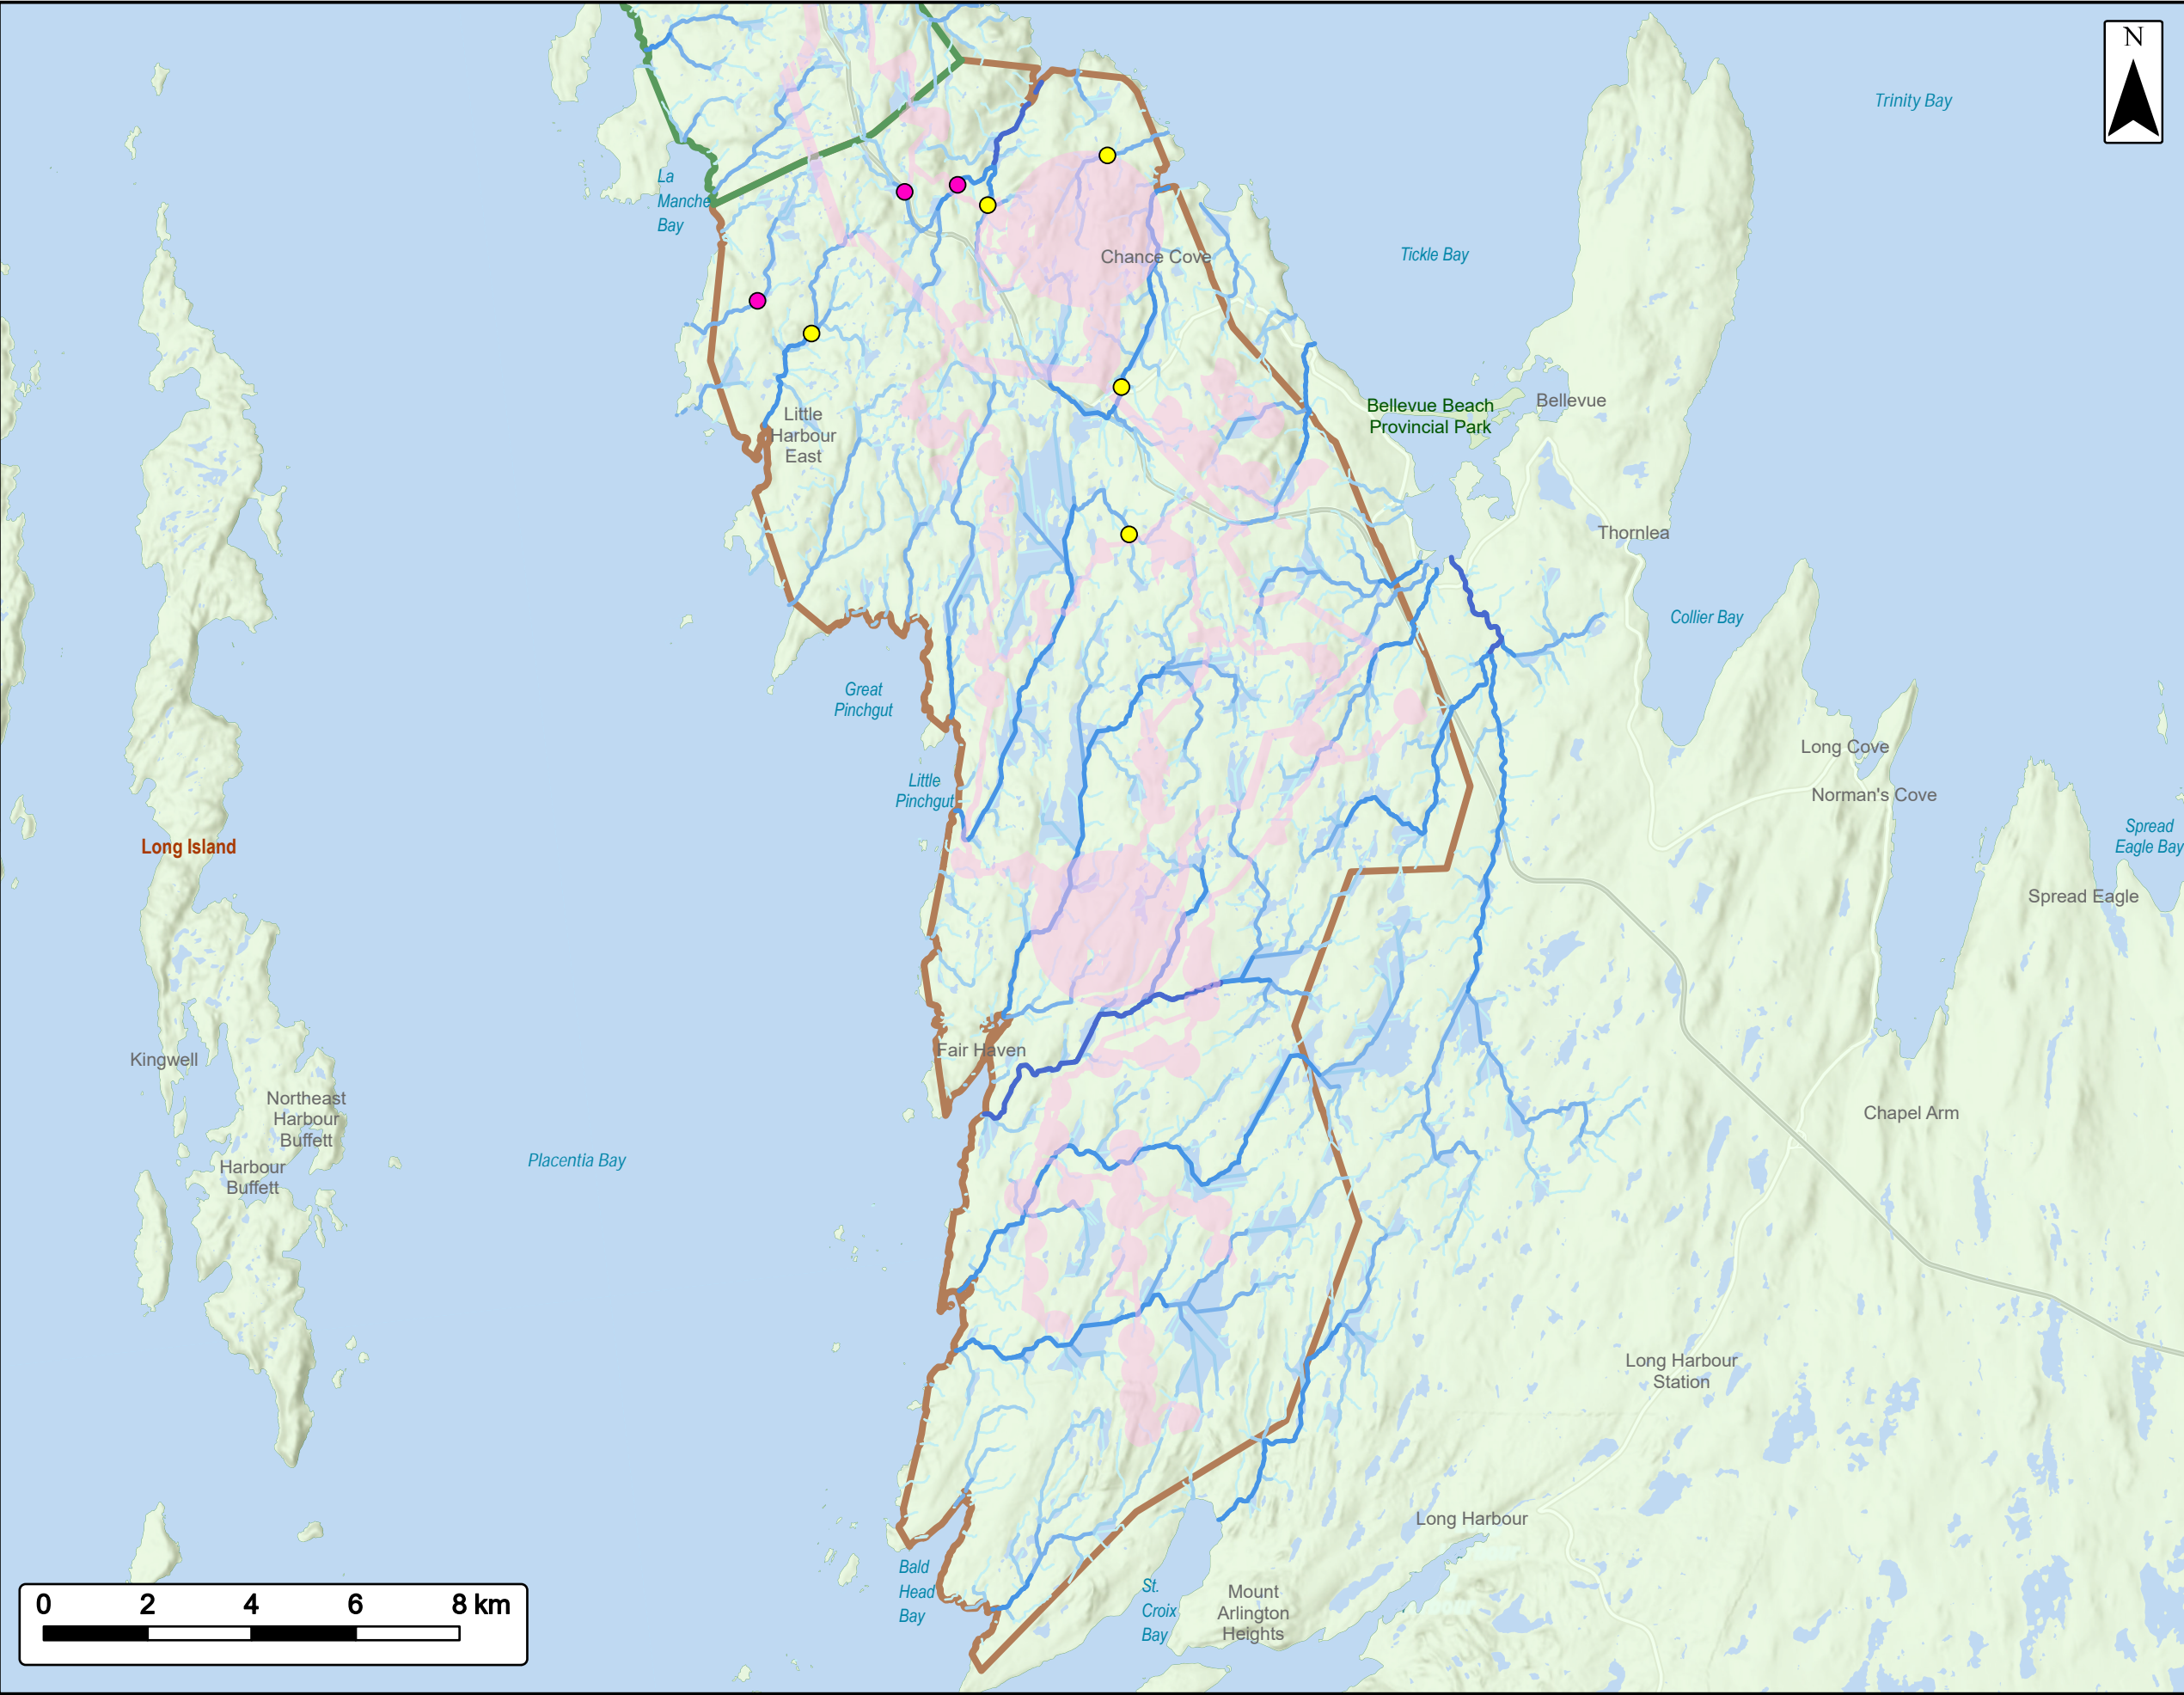 N
Trinity Bay
La
Manche
Bay
Chance Cove
Tickle Bay
Little
Harbour
East
Bellevue Beach
Provincial Park
Bellevue
Thornlea
Collier Bay
Great
Pinchgut
Little
Pinchgut
Long Cove
Norman's Cove
Long Island
Spread
Eagle Bay
Spread Eagle
Fair Haven
Kingwell
Northeast
Harbour
Buffett
Chapel Arm
Placentia Bay
Harbour
Buffett
Long Harbour
Station
Long Harbour
Bald
Head
Bay
St.
Croix
Bay
Mount
Arlington
Heights
0 2 4 6 8 km